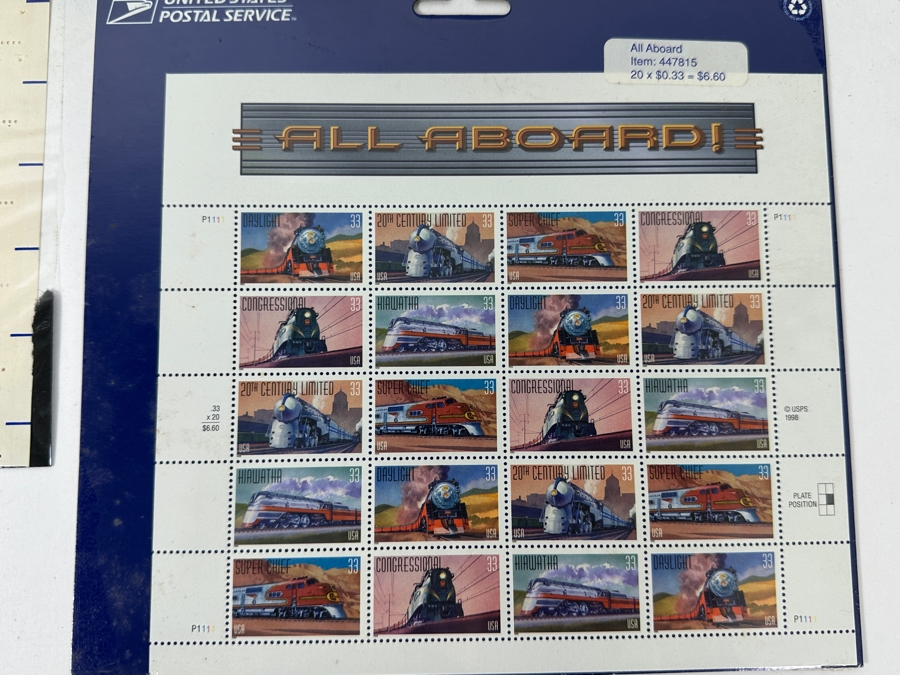 UNITED STATES
POSTAL SERVICE
All Aboard
Item: 447815
20 x $0.33 = $6.60
ALL ABOARD!
P1111 P1111
DAYLIGHT 33 20TH CENTURY LIMITED 33 SUPER CHIEF 33 CONGRESSIONAL 33
USA USA USA USA
CONGRESSIONAL 33 HIAWATHA 33 DAYLIGHT 33 20TH CENTURY LIMITED 33
USA USA USA USA
20TH CENTURY LIMITED 33 SUPER CHIEF 33 CONGRESSIONAL 33 HIAWATHA 33
.33
x 20
$6.60
© USPS
1998
USA USA USA USA
HIAWATHA 33 DAYLIGHT 33 20TH CENTURY LIMITED 33 SUPER CHIEF 33
PLATE
POSITION
USA USA USA USA
SUPER CHIEF 33 CONGRESSIONAL 33 HIAWATHA 33 DAYLIGHT 33
USA USA USA USA
P1111 P1111